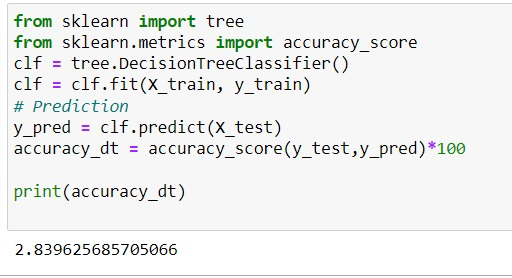 from sklearn import tree
from sklearn.metrics import accuracy_score
clf = tree.DecisionTreeClassifier()
clf = clf.fit(X_train, y_train)
# Prediction
y_pred = clf.predict(X_test)
accuracy_dt = accuracy_score(y_test,y_pred)*100
print(accuracy_dt)
2.839625685705066